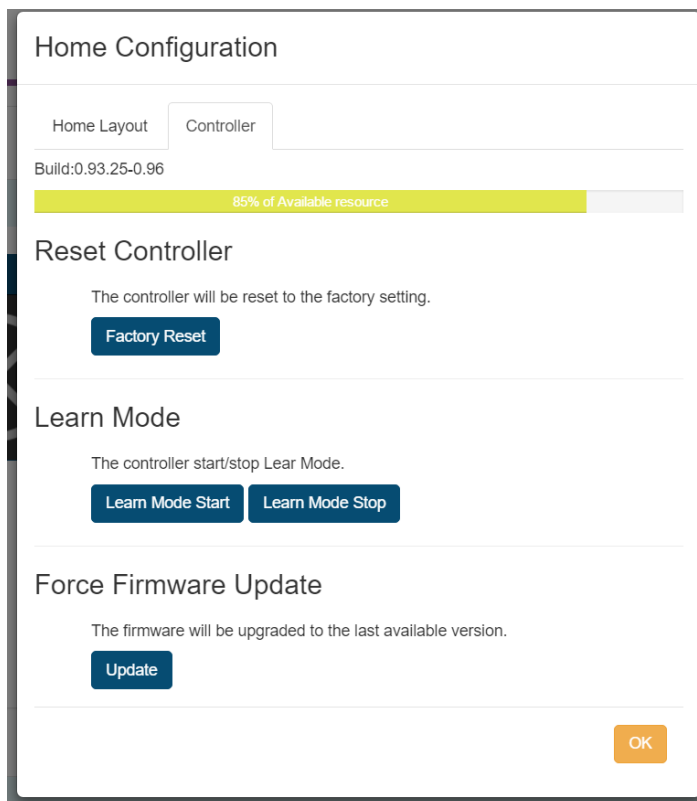 Home Configuration
Home Layout Controller
Build:0.93.25-0.96
85% of Available resource
Reset Controller
The controller will be reset to the factory setting.
Factory Reset
Learn Mode
The controller start/stop Lear Mode.
Learn Mode Start Learn Mode Stop
Force Firmware Update
The firmware will be upgraded to the last available version.
Update
OK